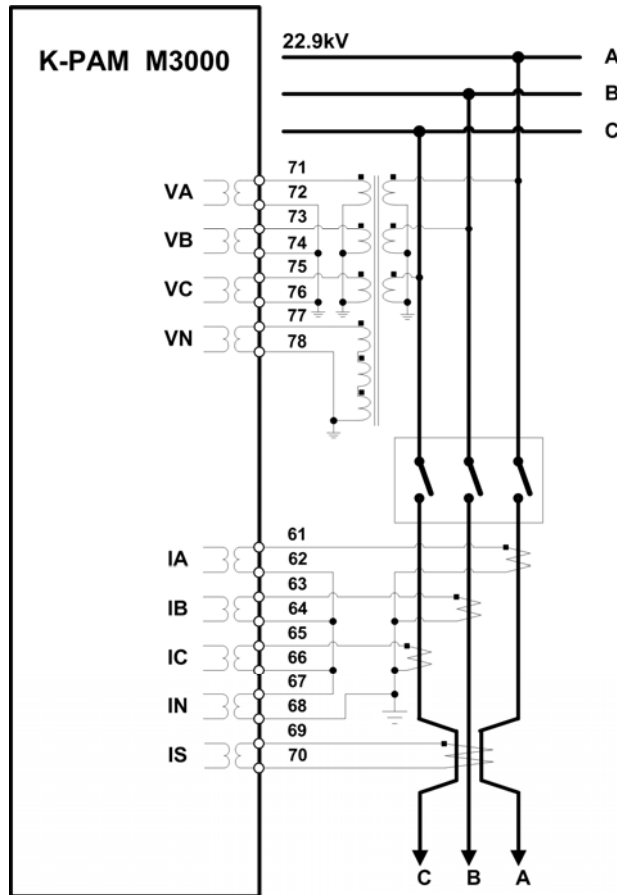 K-PAM M3000
22.9kV
A
B
C
VA
71
72
VB
73
74
VC
75
76
VN
77
78
IA
61
62
IB
63
64
IC
65
66
IN
67
68
IS
69
70
C B A